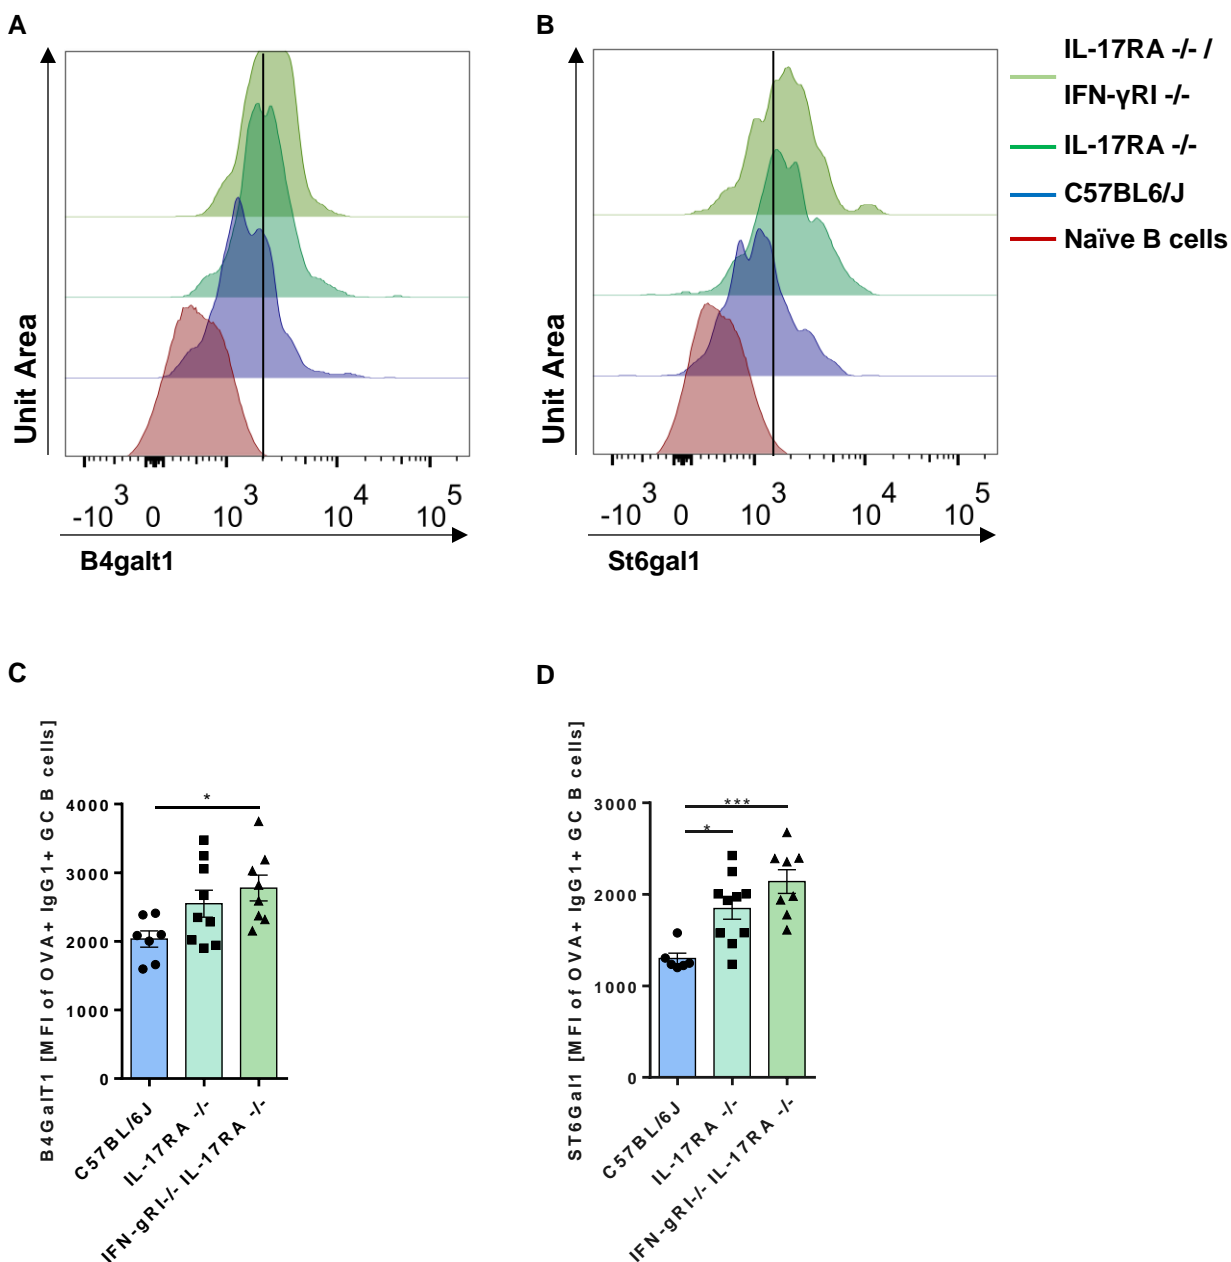 A
B
IL-17RA -/- /
IFN-γRI -/-
IL-17RA -/-
C57BL6/J
Naïve B cells
Unit Area
Unit Area
-10 3 0 10 3 10 4 10 5
-10 3 0 10 3 10 4 10 5
B4galt1
St6gal1
C
D
B4GalT1 [MFI of OVA+ IgG1+ GC B cells]
4000
3000
2000
1000
0
*
C57BL/6J
IL-17RA -/-
IFN-gRI-/- IL-17RA -/-
ST6Gal1 [MFI of OVA+ IgG1+ GC B cells]
3000
2000
1000
0
***
*
C57BL/6J
IL-17RA -/-
IFN-gRI-/- IL-17RA -/-